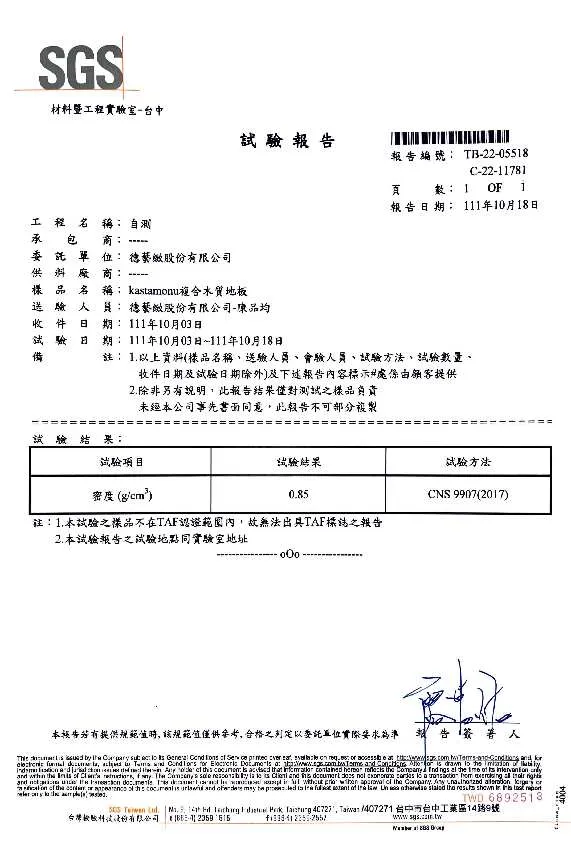 SGS
材料暨工程實驗室-台中
試驗報告
報告編號：TB-22-05518
C-22-11781
頁 數：1 OF 1
報告日期：111年10月18日
工程名稱：自測
承包商：-----
委託單位：德藝緻股份有限公司
供料廠商：-----
樣品名稱：kastamonu複合木質地板
送驗人員：德藝緻股份有限公司-陳品均
收件日期：111年10月03日
試驗日期：111年10月03日~111年10月18日
備 註：1.以上資料(樣品名稱、送驗人員、會驗人員、試驗方法、試驗數量、
收件日期及試驗日期除外)及下述報告內容標示#處係由顧客提供
2.除非另有說明，此報告結果僅對測試之樣品負責
未經本公司事先書面同意，此報告不可部分複製
試驗結果：
試驗項目 試驗結果 試驗方法
密度 (g/cm³) 0.85 CNS 9907(2017)
註：1.本試驗之樣品不在TAF認證範圍內，故無法出具TAF標誌之報告
2.本試驗報告之試驗地點同實驗室地址
---------------- oOo ----------------
本報告若有提供規範值時,該規範值僅供參考,合格之判定以委託單位實際要求為準 報告簽署人
This document is issued by the Company subject to its General Conditions of Service printed overleaf, available on request or accessible at http://www.sgs.com.tw/Terms-and-Conditions and, for
electronic format documents, subject to Terms and Conditions for Electronic Documents at http://www.sgs.com.tw/Terms-and-Conditions. Attention is drawn to the limitation of liability,
indemnification and jurisdiction issues defined therein. Any holder of this document is advised that information contained hereon reflects the Company's findings at the time of its intervention only
and within the limits of Client's instructions, if any. The Company's sole responsibility is to its Client and this document does not exonerate parties to a transaction from exercising all their rights
and obligations under the transaction documents. This document cannot be reproduced except in full, without prior written approval of the Company. Any unauthorized alteration, forgery or
falsification of the content or appearance of this document is unlawful and offenders may be prosecuted to the fullest extent of the law. Unless otherwise stated the results shown in this test report
refer only to the sample(s) tested.
TWD 6692518
4004
SGS Taiwan Ltd. No. 9, 14th Rd. Taichung Industrial Park, Taichung 407271, Taiwan /407271 台中市台中工業區14路9號
台灣檢驗科技股份有限公司 t (886-4) 2359-1515 f (886-4) 2359-2557 www.sgs.com.tw
Member of SGS Group